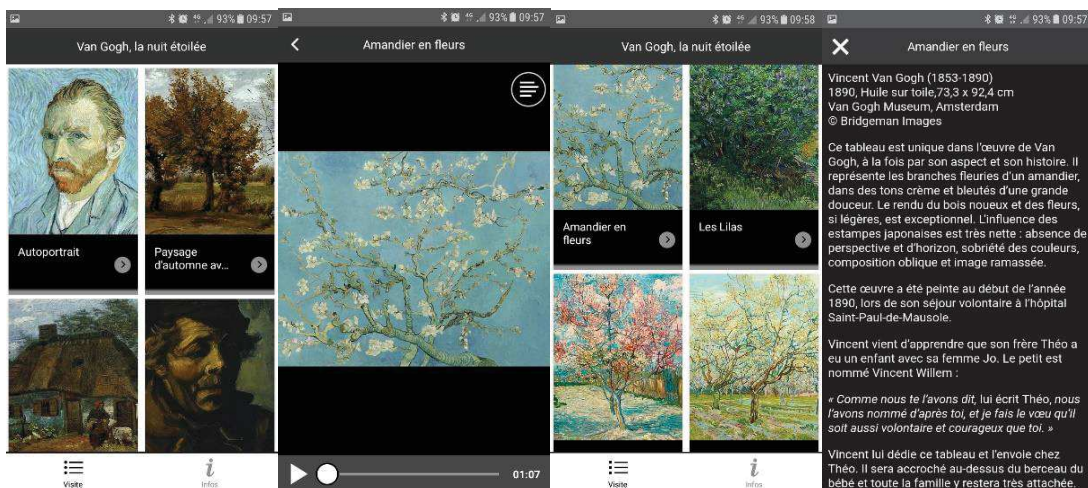 93% 09:57
Van Gogh, la nuit étoilée
Autoportrait
Paysage
d'automne av...
Visite
Infos
93% 09:57
Amandier en fleurs
01:07
93% 09:58
Van Gogh, la nuit étoilée
Amandier en
fleurs
Les Lilas
Visite
Infos
93% 09:57
Amandier en fleurs
Vincent Van Gogh (1853-1890)
1890, Huile sur toile,73,3 x 92,4 cm
Van Gogh Museum, Amsterdam
© Bridgeman Images
Ce tableau est unique dans l'œuvre de Van
Gogh, à la fois par son aspect et son histoire. Il
représente les branches fleuries d'un amandier,
dans des tons crème et bleutés d'une grande
douceur. Le rendu du bois noueux et des fleurs,
si légères, est exceptionnel. L'influence des
estampes japonaises est très nette : absence de
perspective et d'horizon, sobriété des couleurs,
composition oblique et image ramassée.
Cette œuvre a été peinte au début de l'année
1890, lors de son séjour volontaire à l'hôpital
Saint-Paul-de-Mausole.
Vincent vient d'apprendre que son frère Théo a
eu un enfant avec sa femme Jo. Le petit est
nommé Vincent Willem :
« Comme nous te l'avons dit, lui écrit Théo, nous
l'avons nommé d'après toi, et je fais le vœu qu'il
soit aussi volontaire et courageux que toi. »
Vincent lui dédie ce tableau et l'envoie chez
Théo. Il sera accroché au-dessus du berceau du
bébé et toute la famille y restera très attachée.